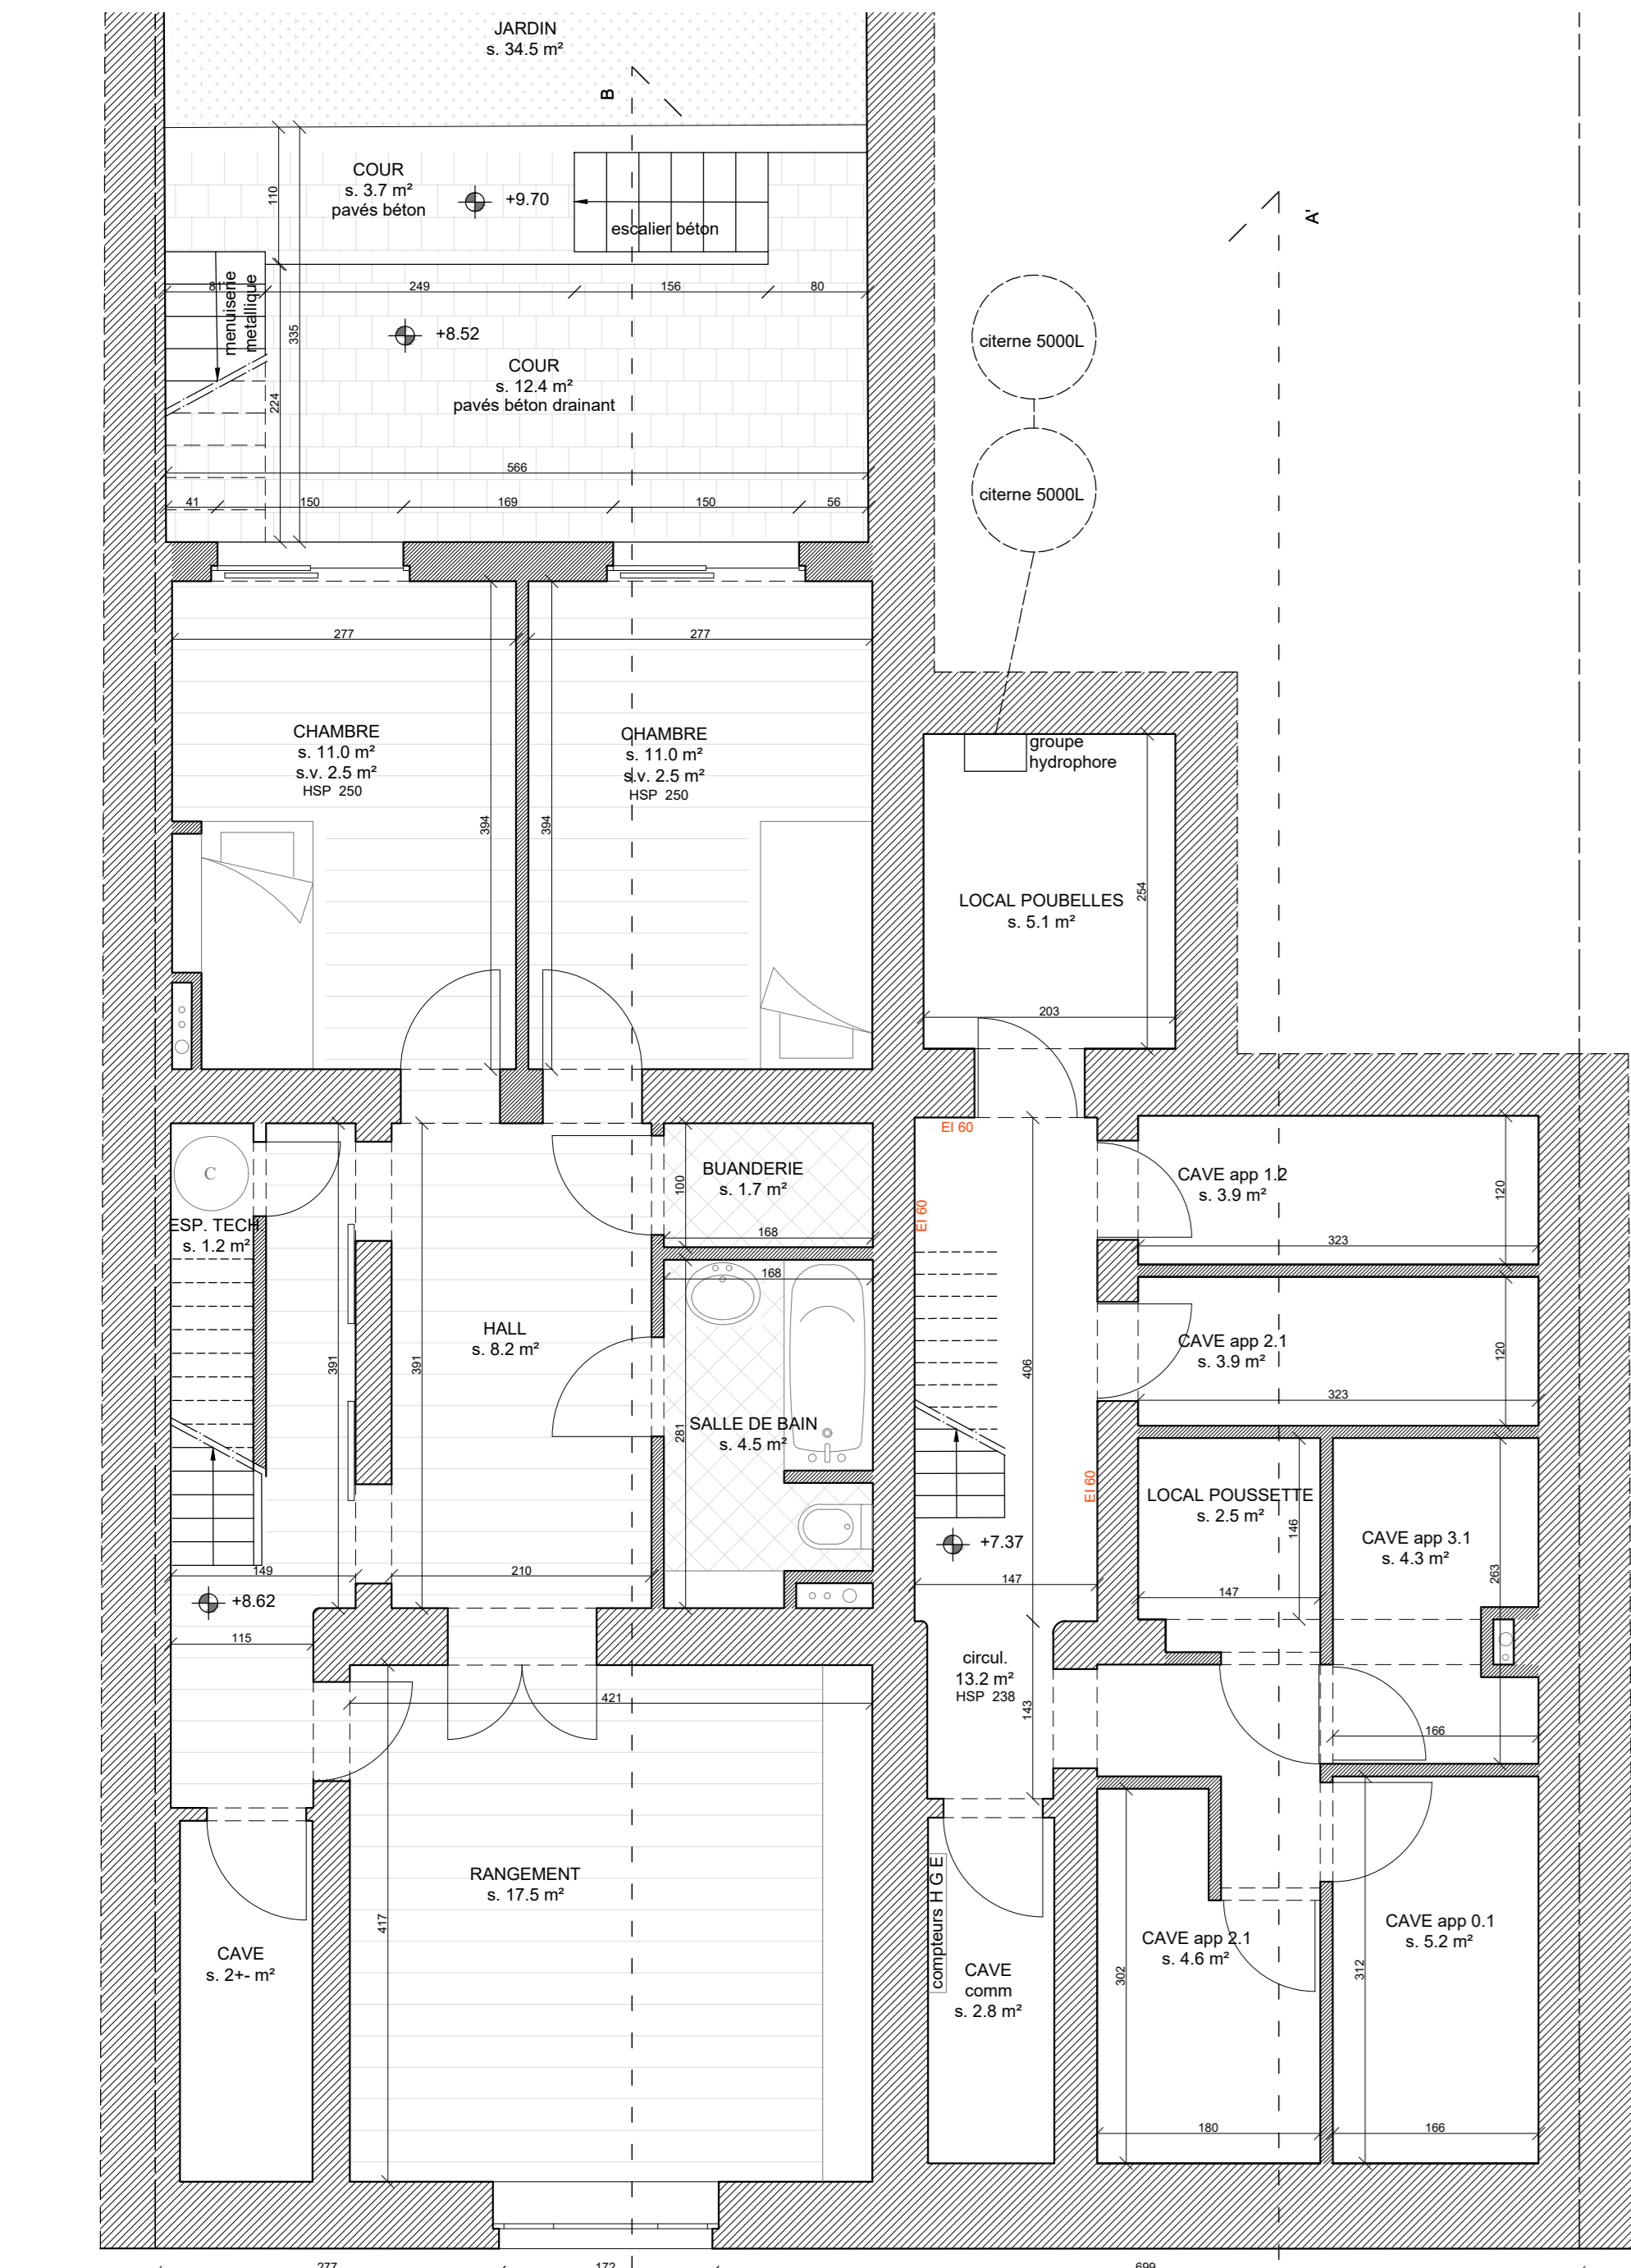 JARDIN
s. 34.5 m²
B
COUR
s. 3.7 m²
pavés béton
+9.70
escalier béton
110
A'
menuiserie
metallique
81
249
156
80
335
+8.52
citerne 5000L
COUR
s. 12.4 m²
pavés béton drainant
224
566
41
150
169
150
56
citerne 5000L
277
277
CHAMBRE
s. 11.0 m²
s.v. 2.5 m²
HSP 250
CHAMBRE
s. 11.0 m²
s.v. 2.5 m²
HSP 250
groupe
hydrophore
394
394
254
LOCAL POUBELLES
s. 5.1 m²
203
EI 60
C
ESP. TECH
s. 1.2 m²
BUANDERIE
s. 1.7 m²
100
168
EI 60
CAVE app 1.2
s. 3.9 m²
120
323
168
HALL
s. 8.2 m²
391
391
406
CAVE app 2.1
s. 3.9 m²
120
323
SALLE DE BAIN
s. 4.5 m²
281
EI 60
LOCAL POUSSETTE
s. 2.5 m²
146
CAVE app 3.1
s. 4.3 m²
263
+7.37
149
210
147
147
+8.62
115
circul.
13.2 m²
HSP 238
143
421
166
RANGEMENT
s. 17.5 m²
417
compteurs H G E
CAVE
s. 2+- m²
CAVE
comm
s. 2.8 m²
CAVE app 2.1
s. 4.6 m²
302
CAVE app 0.1
s. 5.2 m²
312
180
166
277
172
699